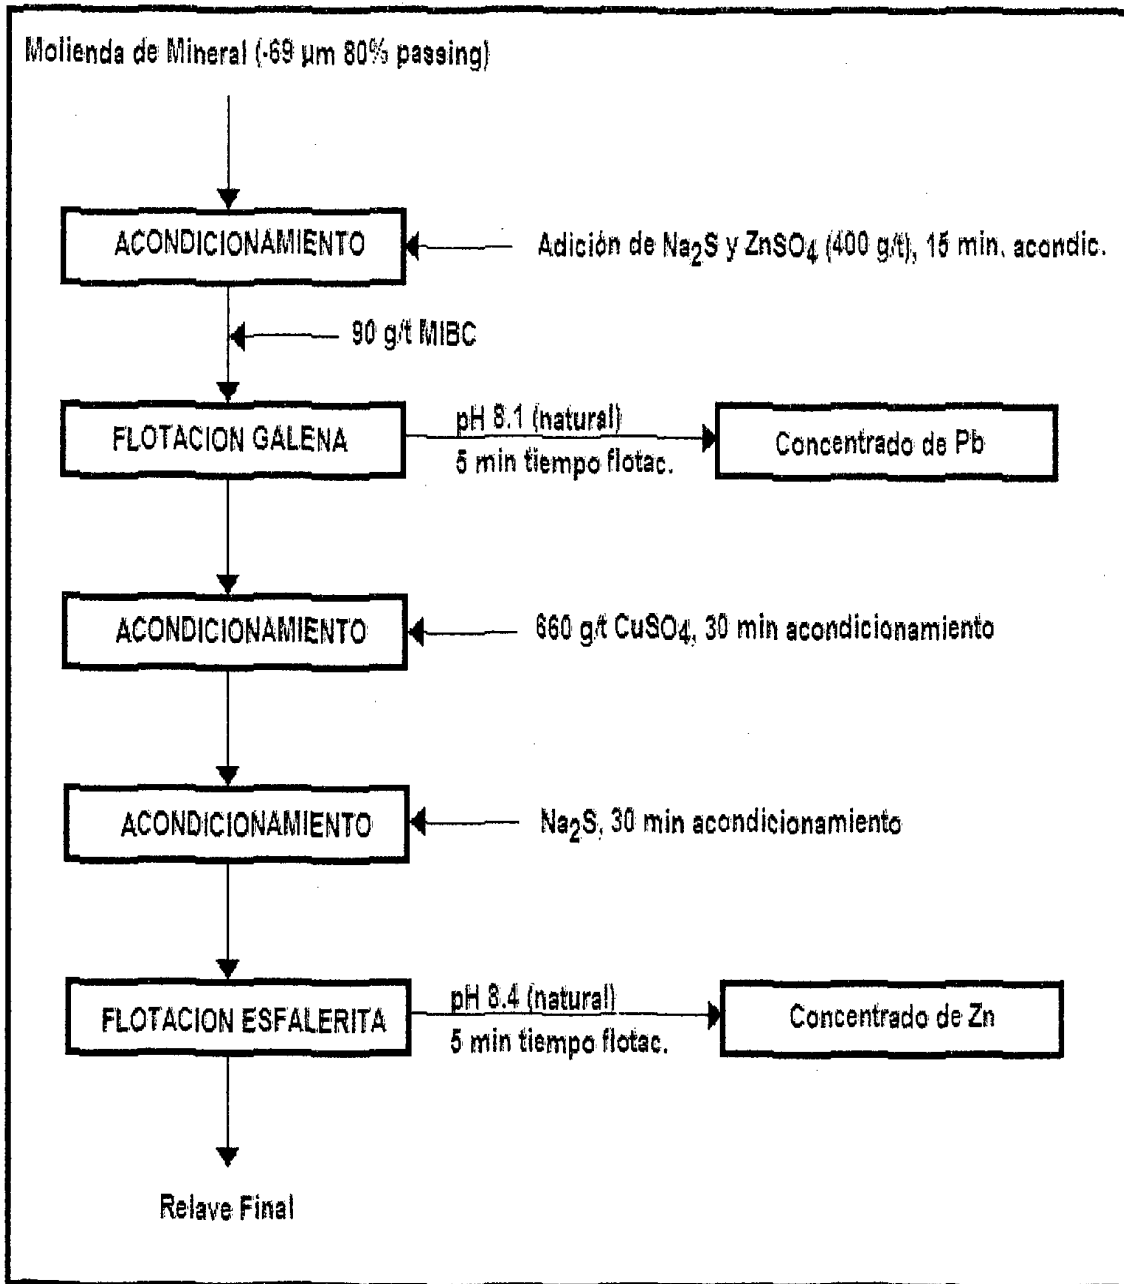 Molienda de Mineral (-69 µm 80% passing)
ACONDICIONAMIENTO
Adición de Na2S y ZnSO4 (400 g/t), 15 min. acondic.
90 g/t MIBC
FLOTACION GALENA
pH 8.1 (natural)
5 min tiempo flotac.
Concentrado de Pb
ACONDICIONAMIENTO
660 g/t CuSO4, 30 min acondicionamiento
ACONDICIONAMIENTO
Na2S, 30 min acondicionamiento
FLOTACION ESFALERITA
pH 8.4 (natural)
5 min tiempo flotac.
Concentrado de Zn
Relave Final